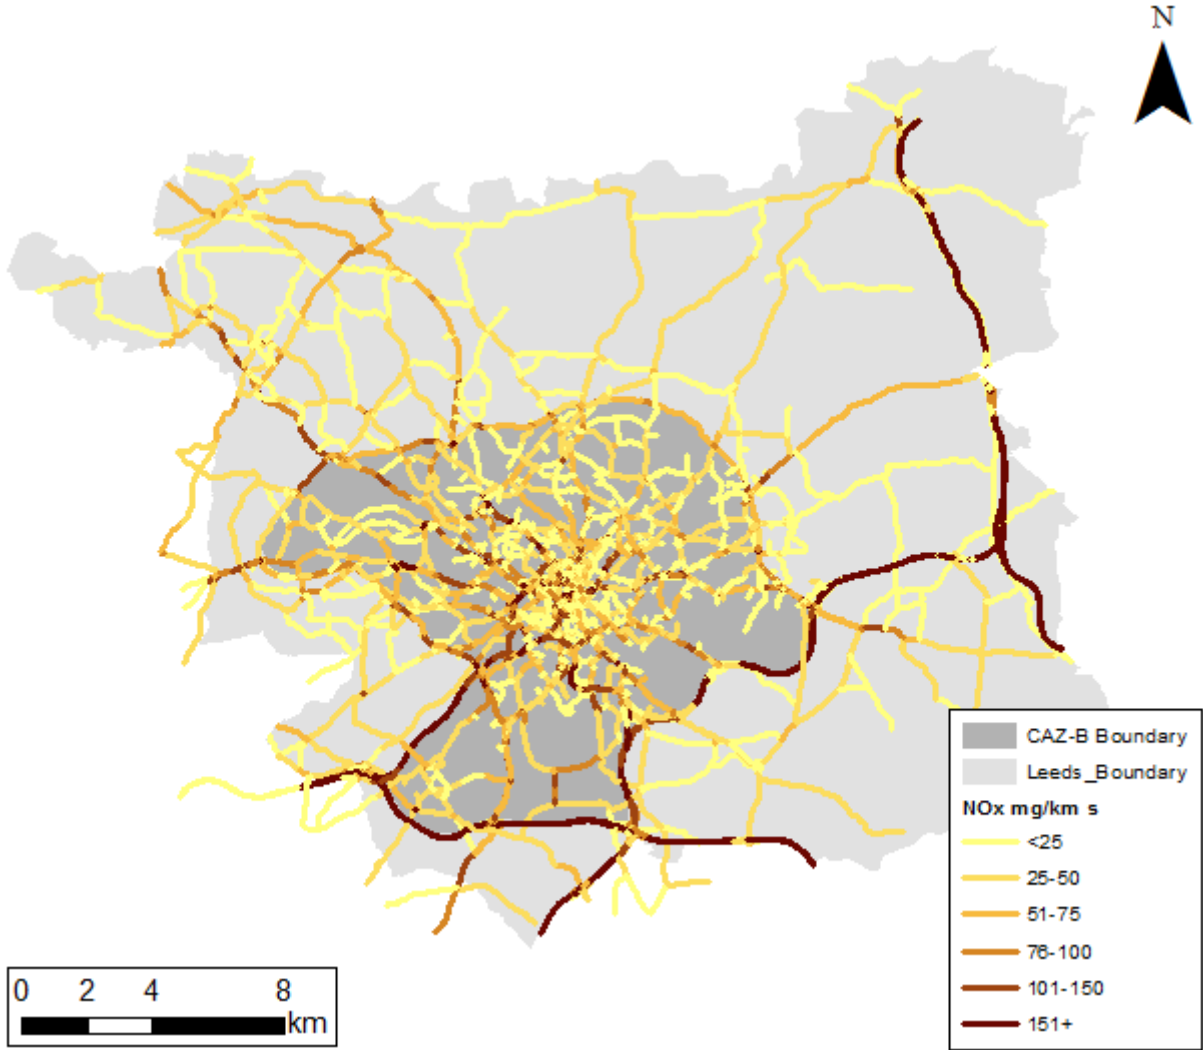 N
CAZ-B Boundary
Leeds_Boundary
NOx mg/km s
<25
25-50
51-75
76-100
101-150
151+
0 2 4 8
km